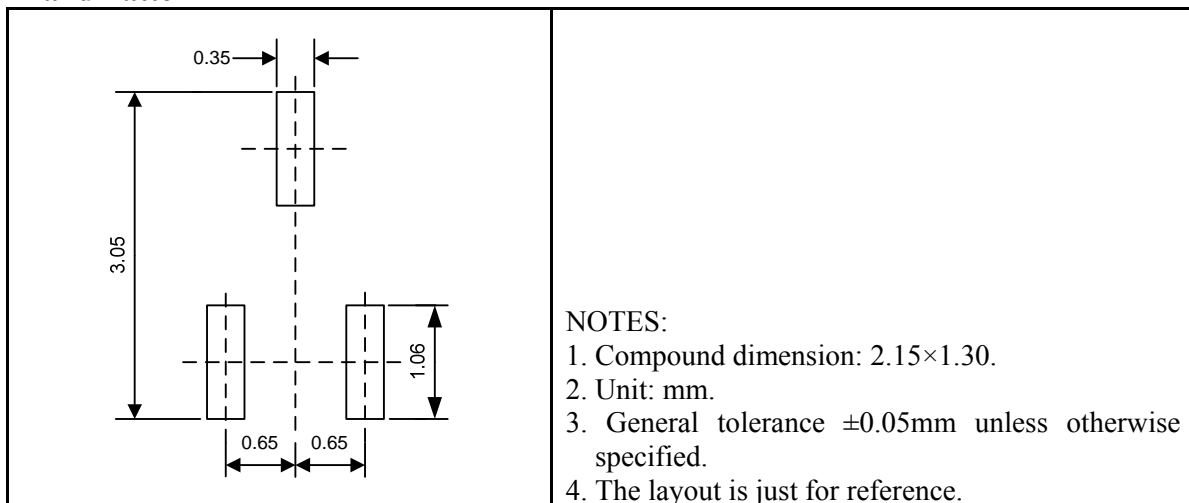 0.35
3.05
1.06
0.65
0.65
NOTES:
1. Compound dimension: 2.15×1.30.
2. Unit: mm.
3. General tolerance ±0.05mm unless otherwise
specified.
4. The layout is just for reference.